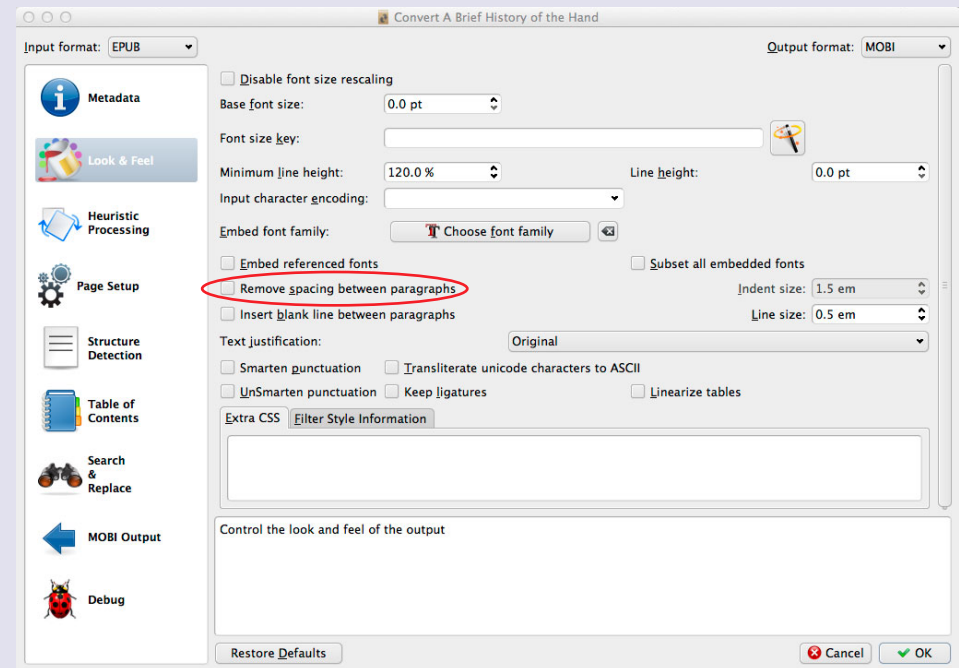 Convert A Brief History of the Hand
Input format: EPUB
Output format: MOBI
Metadata
Look & Feel
Heuristic
Processing
Page Setup
Structure
Detection
Table of
Contents
Search
&
Replace
MOBI Output
Debug
Disable font size rescaling
Base font size: 0.0 pt
Font size key:
Minimum line height: 120.0 % Line height: 0.0 pt
Input character encoding:
Embed font family: Choose font family
Embed referenced fonts Subset all embedded fonts
Remove spacing between paragraphs Indent size: 1.5 em
Insert blank line between paragraphs Line size: 0.5 em
Text justification: Original
Smarten punctuation Transliterate unicode characters to ASCII
UnSmarten punctuation Keep ligatures Linearize tables
Extra CSS Filter Style Information
Control the look and feel of the output
Restore Defaults Cancel OK